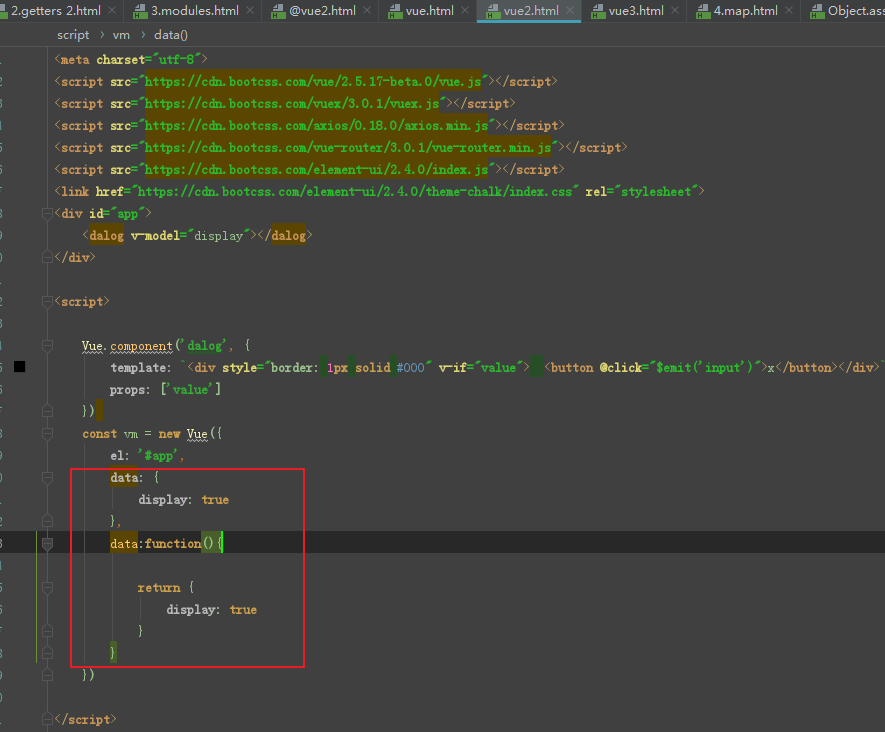 2.getters 2.html
3.modules.html
@vue2.html
vue.html
vue2.html
vue3.html
4.map.html
Object.ass
script > vm > data()
<meta charset="utf-8">
<script src="https://cdn.bootcss.com/vue/2.5.17-beta.0/vue.js"></script>
<script src="https://cdn.bootcss.com/vuex/3.0.1/vuex.js"></script>
<script src="https://cdn.bootcss.com/axios/0.18.0/axios.min.js"></script>
<script src="https://cdn.bootcss.com/vue-router/3.0.1/vue-router.min.js"></script>
<script src="https://cdn.bootcss.com/element-ui/2.4.0/index.js"></script>
<link href="https://cdn.bootcss.com/element-ui/2.4.0/theme-chalk/index.css" rel="stylesheet">
<div id="app">
    <dalog v-model="display"></dalog>
</div>
<script>
    Vue.component('dalog', {
        template: `<div style="border: 1px solid #000" v-if="value">  <button @click="$emit('input')">x</button></div>`
        props: ['value']
    })
    const vm = new Vue({
        el: '#app',
        data: {
            display: true
        },
        data:function(){
            return {
                display: true
            }
        }
    })
</script>